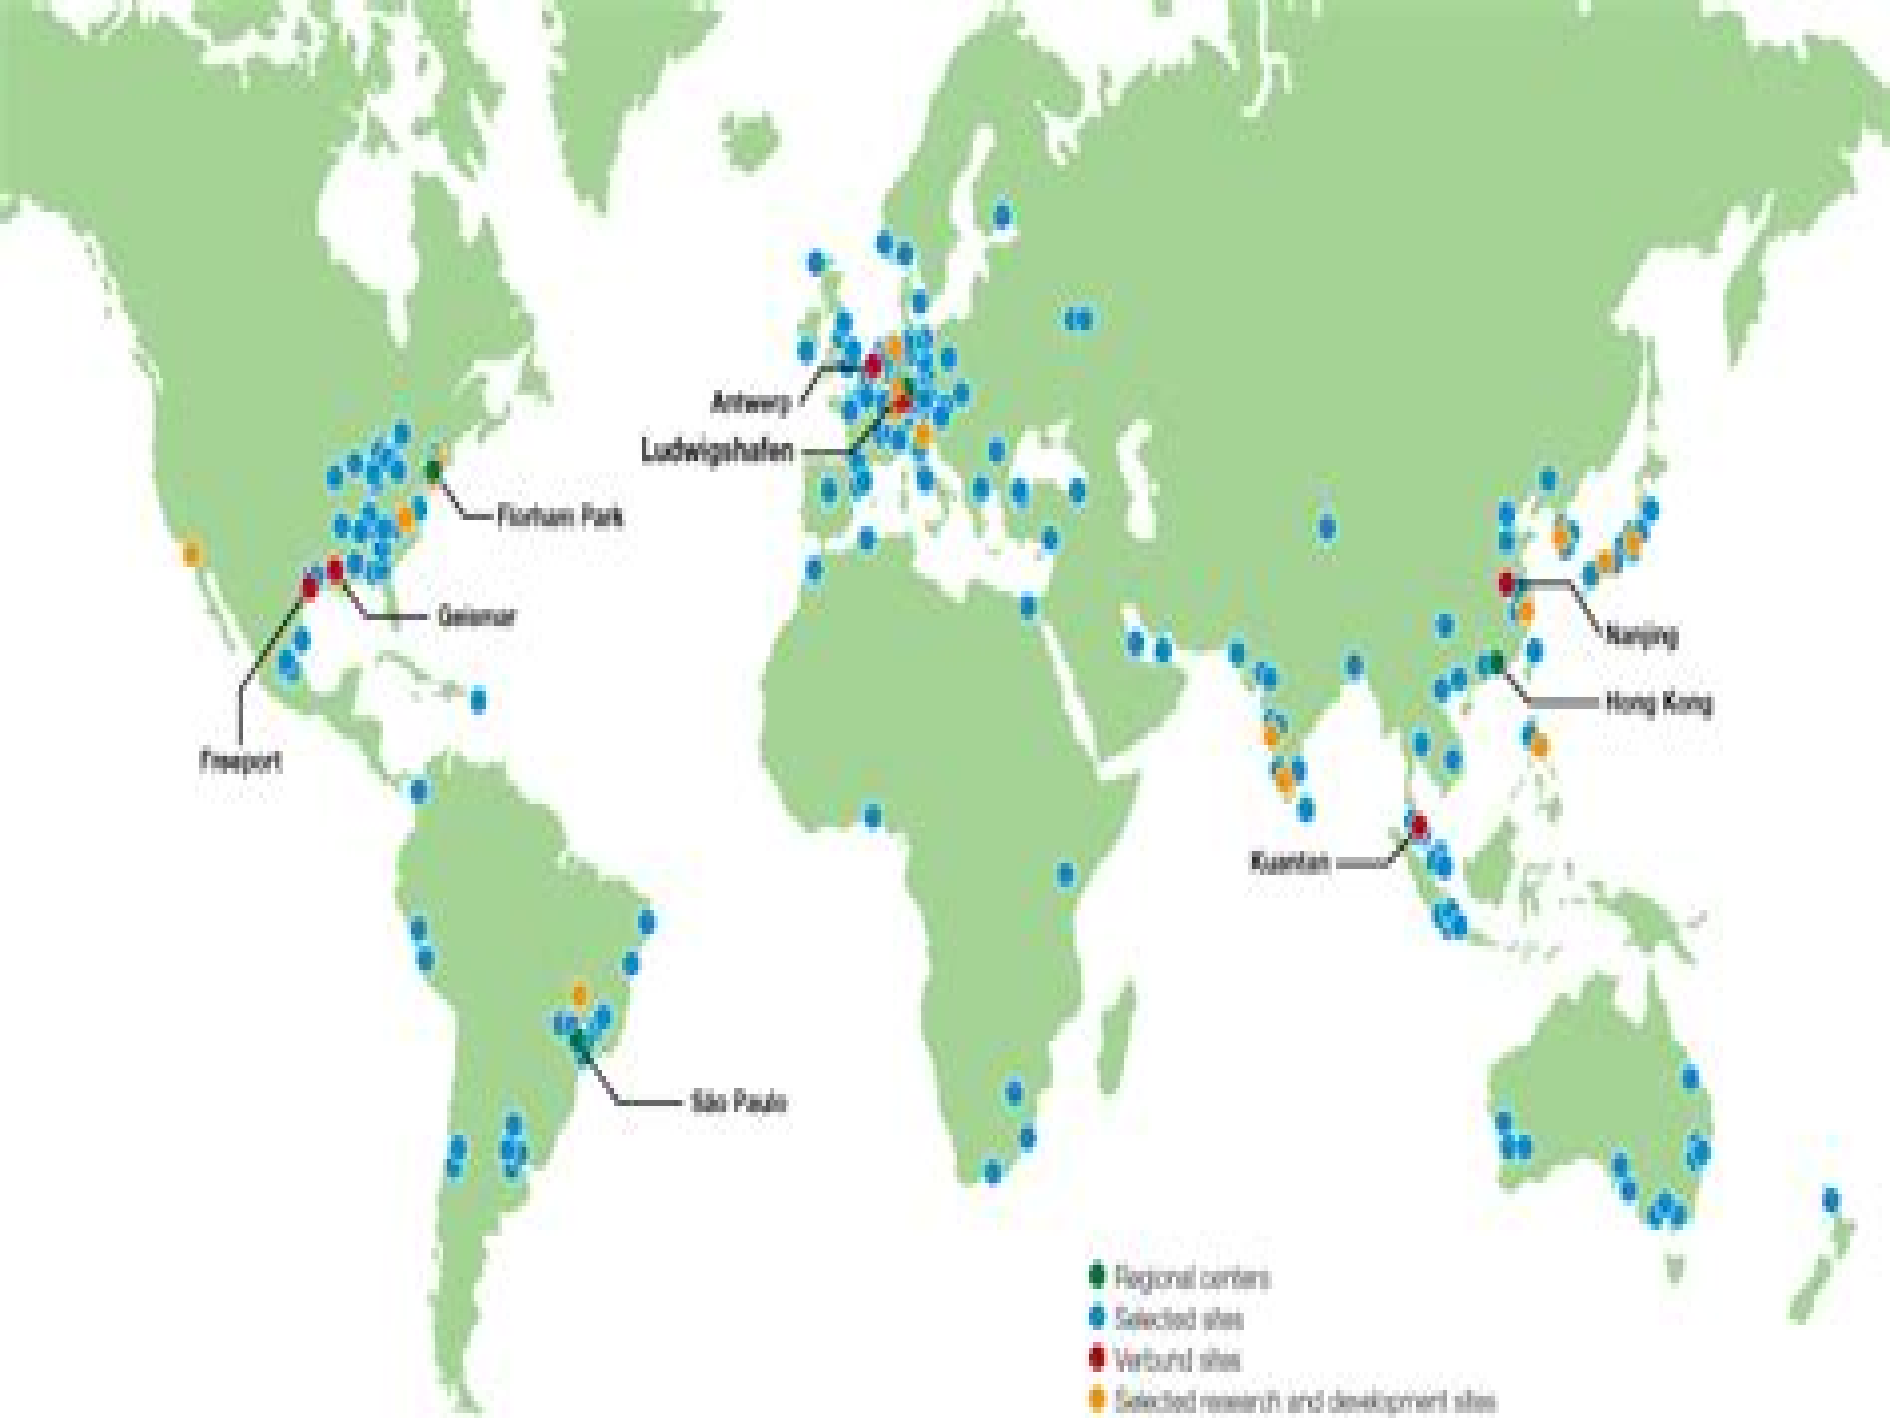 Antwerp
Ludwigshafen
Florham Park
Geismar
Freeport
Nanjing
Hong Kong
Kuantan
São Paulo
Regional centers
Selected sites
Verbund sites
Selected research and development sites